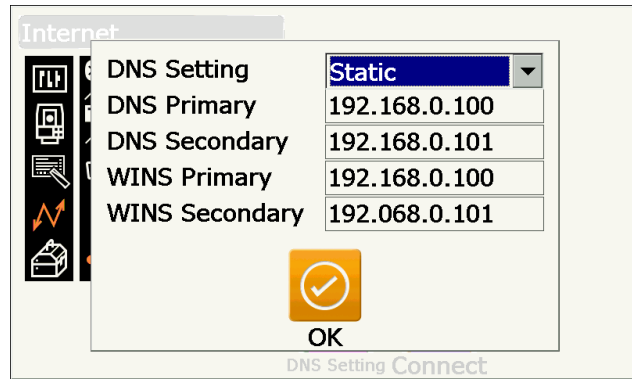 Internet
DNS Setting Static
DNS Primary 192.168.0.100
DNS Secondary 192.168.0.101
WINS Primary 192.168.0.100
WINS Secondary 192.068.0.101
OK
DNS Setting Connect